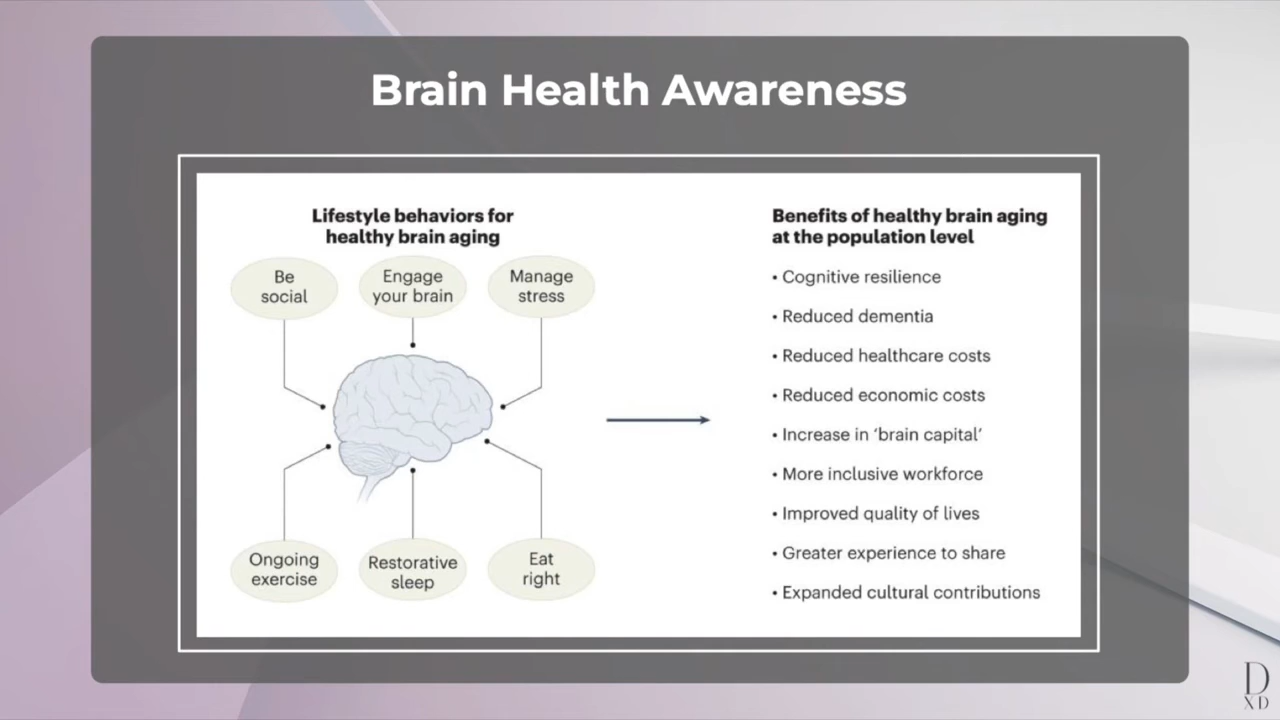 Brain Health Awareness
Lifestyle behaviors for
healthy brain aging
Be
social
Engage
your brain
Manage
stress
Ongoing
exercise
Restorative
sleep
Eat
right
Benefits of healthy brain aging
at the population level
• Cognitive resilience
• Reduced dementia
• Reduced healthcare costs
• Reduced economic costs
• Increase in ‘brain capital’
• More inclusive workforce
• Improved quality of lives
• Greater experience to share
• Expanded cultural contributions
D
XD